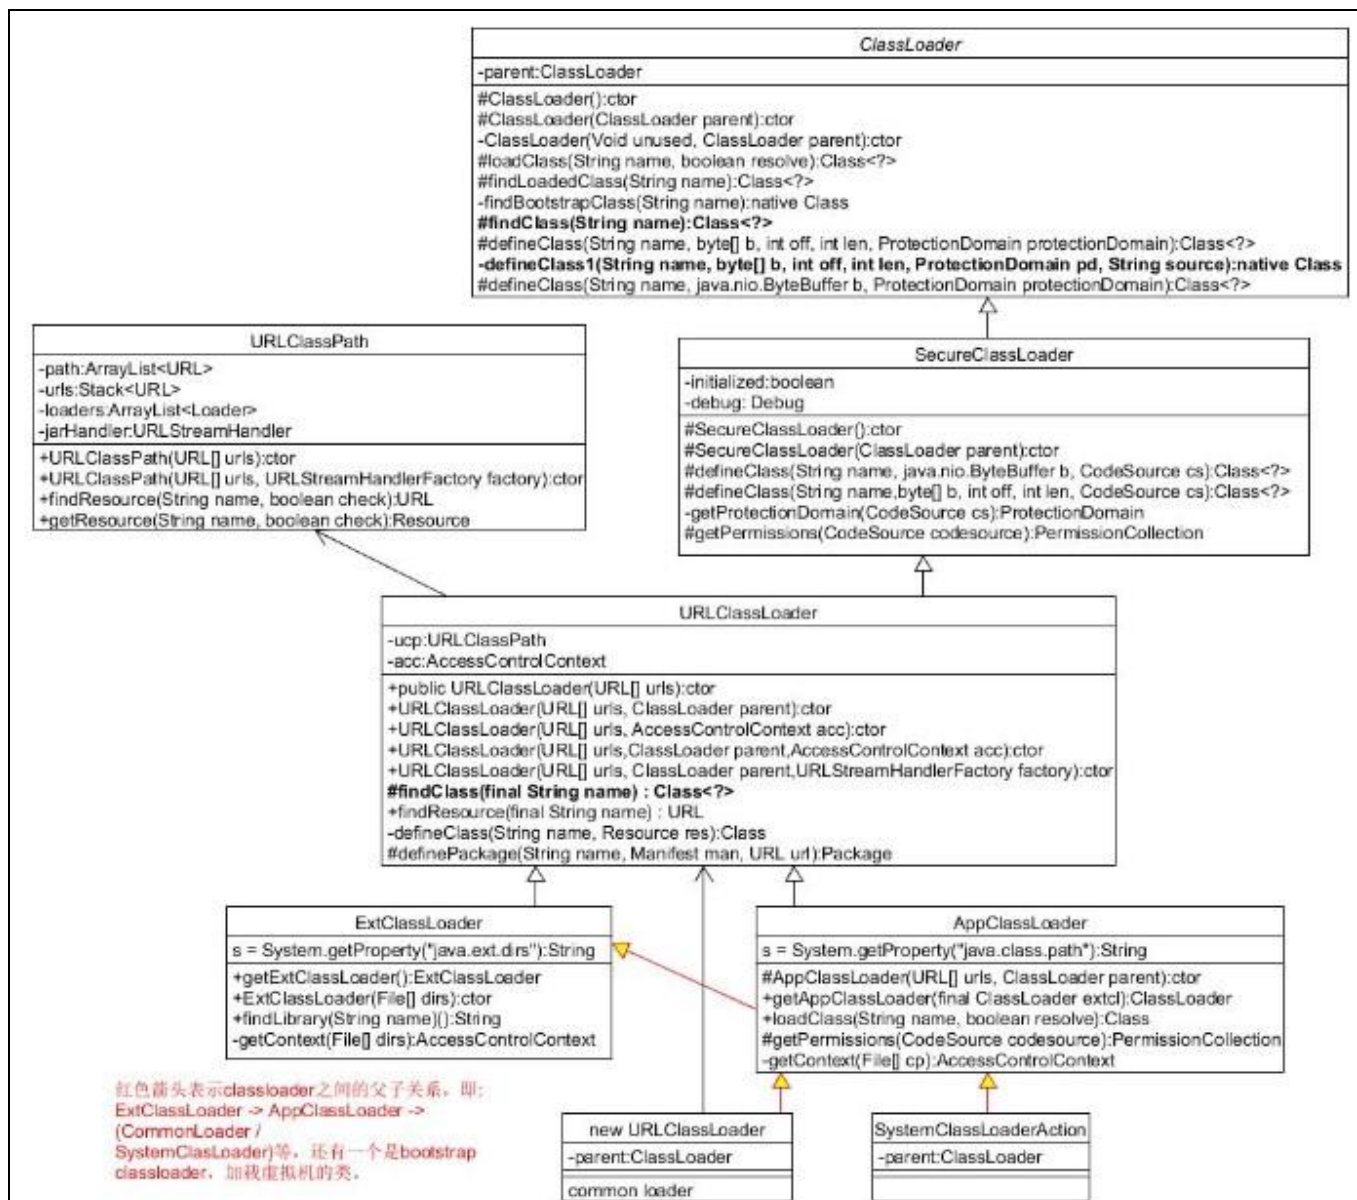 ClassLoader
-parent:ClassLoader
#ClassLoader():ctor
#ClassLoader(ClassLoader parent):ctor
-ClassLoader(Void unused, ClassLoader parent):ctor
#loadClass(String name, boolean resolve):Class<?>
#findLoadedClass(String name):Class<?>
-findBootstrapClass(String name):native Class
#findClass(String name):Class<?>
#defineClass(String name, byte[] b, int off, int len, ProtectionDomain protectionDomain):Class<?>
-defineClass1(String name, byte[] b, int off, int len, ProtectionDomain pd, String source):native Class
#defineClass(String name, java.nio.ByteBuffer b, ProtectionDomain protectionDomain):Class<?>
URLClassPath
-path:ArrayList<URL>
-urls:Stack<URL>
-loaders:ArrayList<Loader>
-jarHandler:URLStreamHandler
+URLClassPath(URL[] urls):ctor
+URLClassPath(URL[] urls, URLStreamHandlerFactory factory):ctor
+findResource(String name, boolean check):URL
+getResource(String name, boolean check):Resource
SecureClassLoader
-initialized:boolean
-debug: Debug
#SecureClassLoader():ctor
#SecureClassLoader(ClassLoader parent):ctor
#defineClass(String name, java.nio.ByteBuffer b, CodeSource cs):Class<?>
#defineClass(String name,byte[] b, int off, int len, CodeSource cs):Class<?>
-getProtectionDomain(CodeSource cs):ProtectionDomain
#getPermissions(CodeSource codesource):PermissionCollection
URLClassLoader
-ucp:URLClassPath
-acc:AccessControlContext
+public URLClassLoader(URL[] urls):ctor
+URLClassLoader(URL[] urls, ClassLoader parent):ctor
+URLClassLoader(URL[] urls, AccessControlContext acc):ctor
+URLClassLoader(URL[] urls,ClassLoader parent,AccessControlContext acc):ctor
+URLClassLoader(URL[] urls, ClassLoader parent,URLStreamHandlerFactory factory):ctor
#findClass(final String name) : Class<?>
+findResource(final String name) : URL
-defineClass(String name, Resource res):Class
#definePackage(String name, Manifest man, URL url):Package
ExtClassLoader
s = System.getProperty("java.ext.dirs"):String
+getExtClassLoader():ExtClassLoader
+ExtClassLoader(File[] dirs):ctor
+findLibrary(String name)():String
-getContext(File[] dirs):AccessControlContext
AppClassLoader
s = System.getProperty("java.class.path"):String
#AppClassLoader(URL[] urls, ClassLoader parent):ctor
+getAppClassLoader(final ClassLoader extcl):ClassLoader
+loadClass(String name, boolean resolve):Class
#getPermissions(CodeSource codesource):PermissionCollection
-getContext(File[] cp):AccessControlContext
红色箭头表示classloader之间的父子关系，即:
ExtClassLoader -> AppClassLoader ->
(CommonLoader /
SystemClasLoader)等，还有一个是bootstrap
classloader，加载虚拟机的类。
new URLClassLoader
-parent:ClassLoader
common loader
SystemClassLoaderAction
-parent:ClassLoader